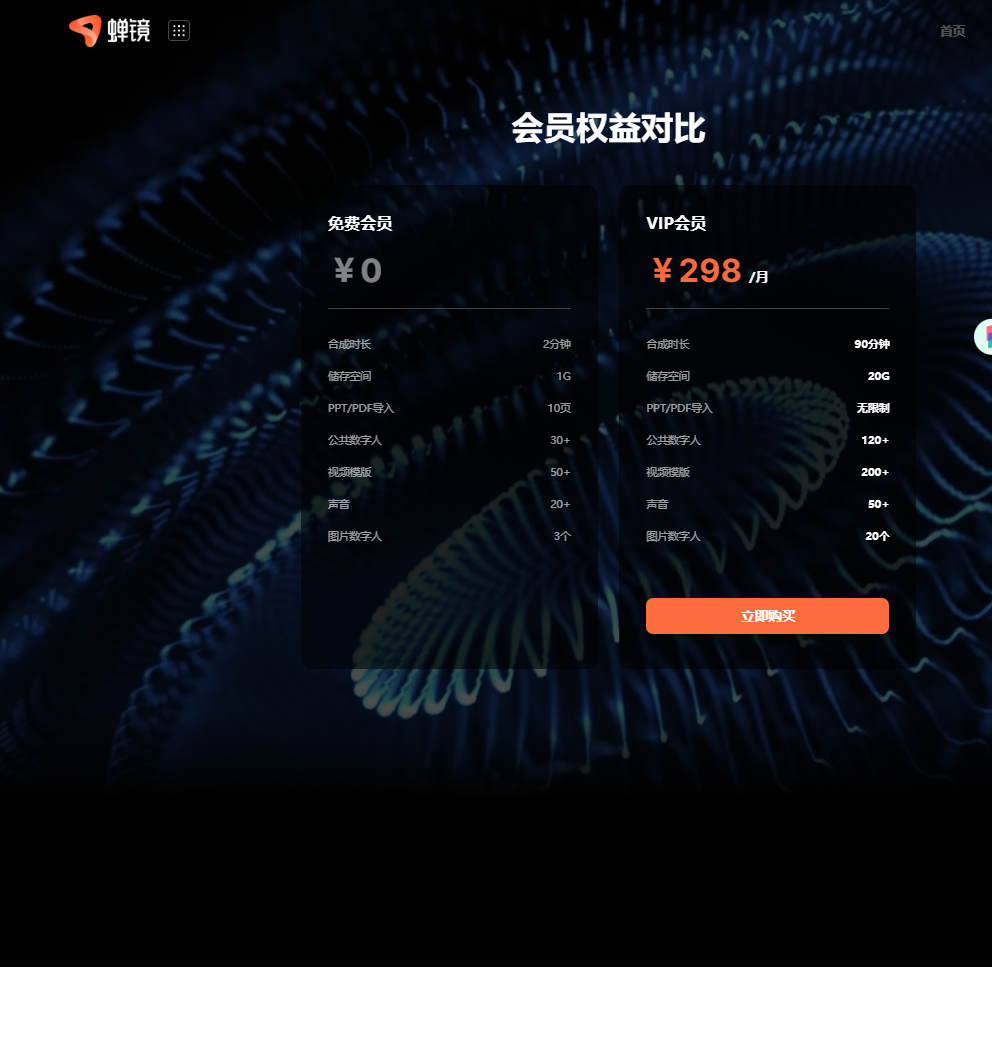 蝉镜
首页
会员权益对比
免费会员
¥0
合成时长 2分钟
储存空间 1G
PPT/PDF导入 10页
公共数字人 30+
视频模版 50+
声音 20+
图片数字人 3个
VIP会员
¥298 /月
合成时长 90分钟
储存空间 20G
PPT/PDF导入 无限制
公共数字人 120+
视频模版 200+
声音 50+
图片数字人 20个
立即购买